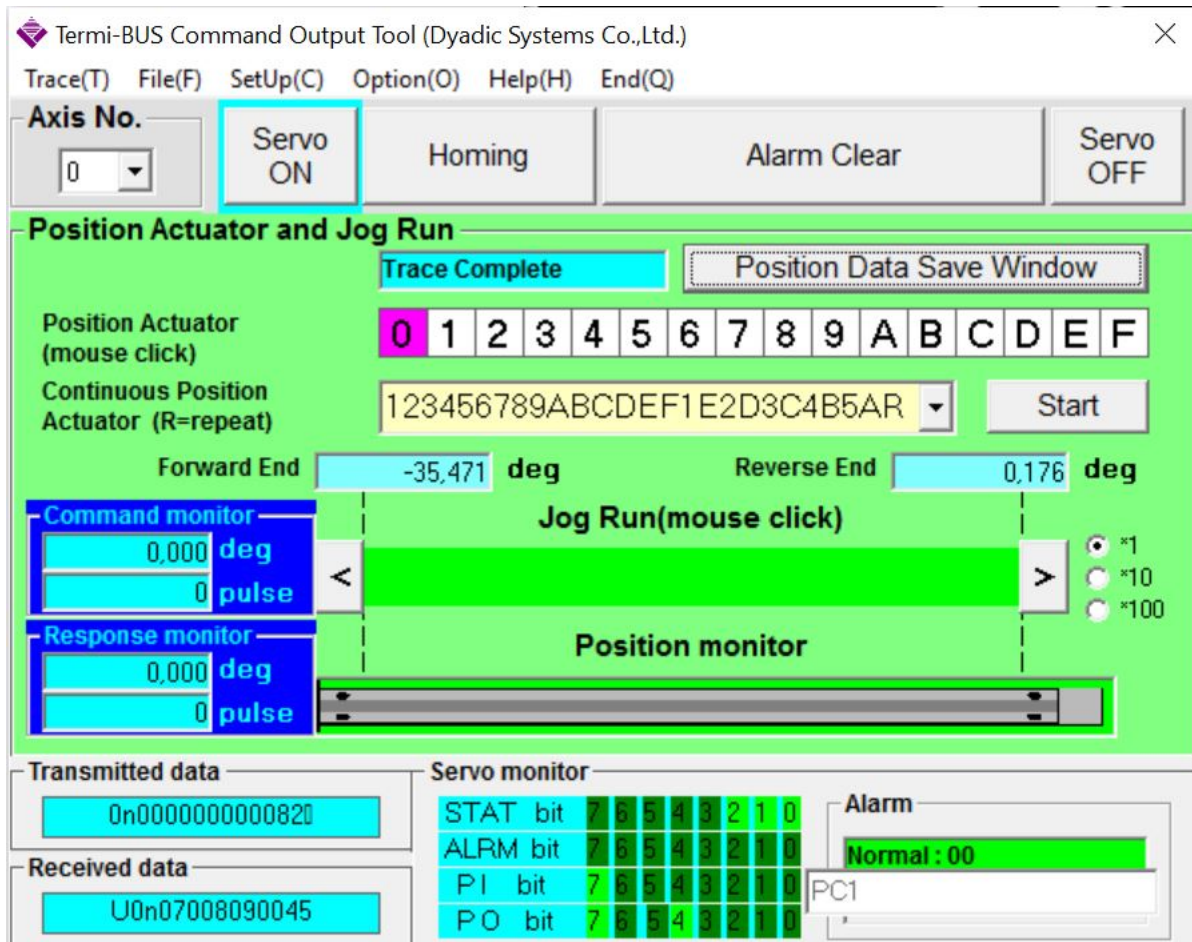 Termi-BUS Command Output Tool (Dyadic Systems Co.,Ltd.)
Trace(T) File(F) SetUp(C) Option(O) Help(H) End(Q)
Axis No.
0
Servo ON
Homing
Alarm Clear
Servo OFF
Position Actuator and Jog Run
Trace Complete
Position Data Save Window
Position Actuator
(mouse click)
0 1 2 3 4 5 6 7 8 9 A B C D E F
Continuous Position
Actuator (R=repeat)
123456789ABCDEF1E2D3C4B5AR
Start
Forward End -35,471 deg
Reverse End 0,176 deg
Command monitor
0,000 deg
0 pulse
Jog Run(mouse click)
< >
*1
*10
*100
Response monitor
0,000 deg
0 pulse
Position monitor
Transmitted data
0n0000000000820
Received data
U0n07008090045
Servo monitor
STAT bit 7 6 5 4 3 2 1 0
ALRM bit 7 6 5 4 3 2 1 0
PI bit 7 6 5 4 3 2 1 0
PO bit 7 6 5 4 3 2 1 0
Alarm
Normal : 00
PC1